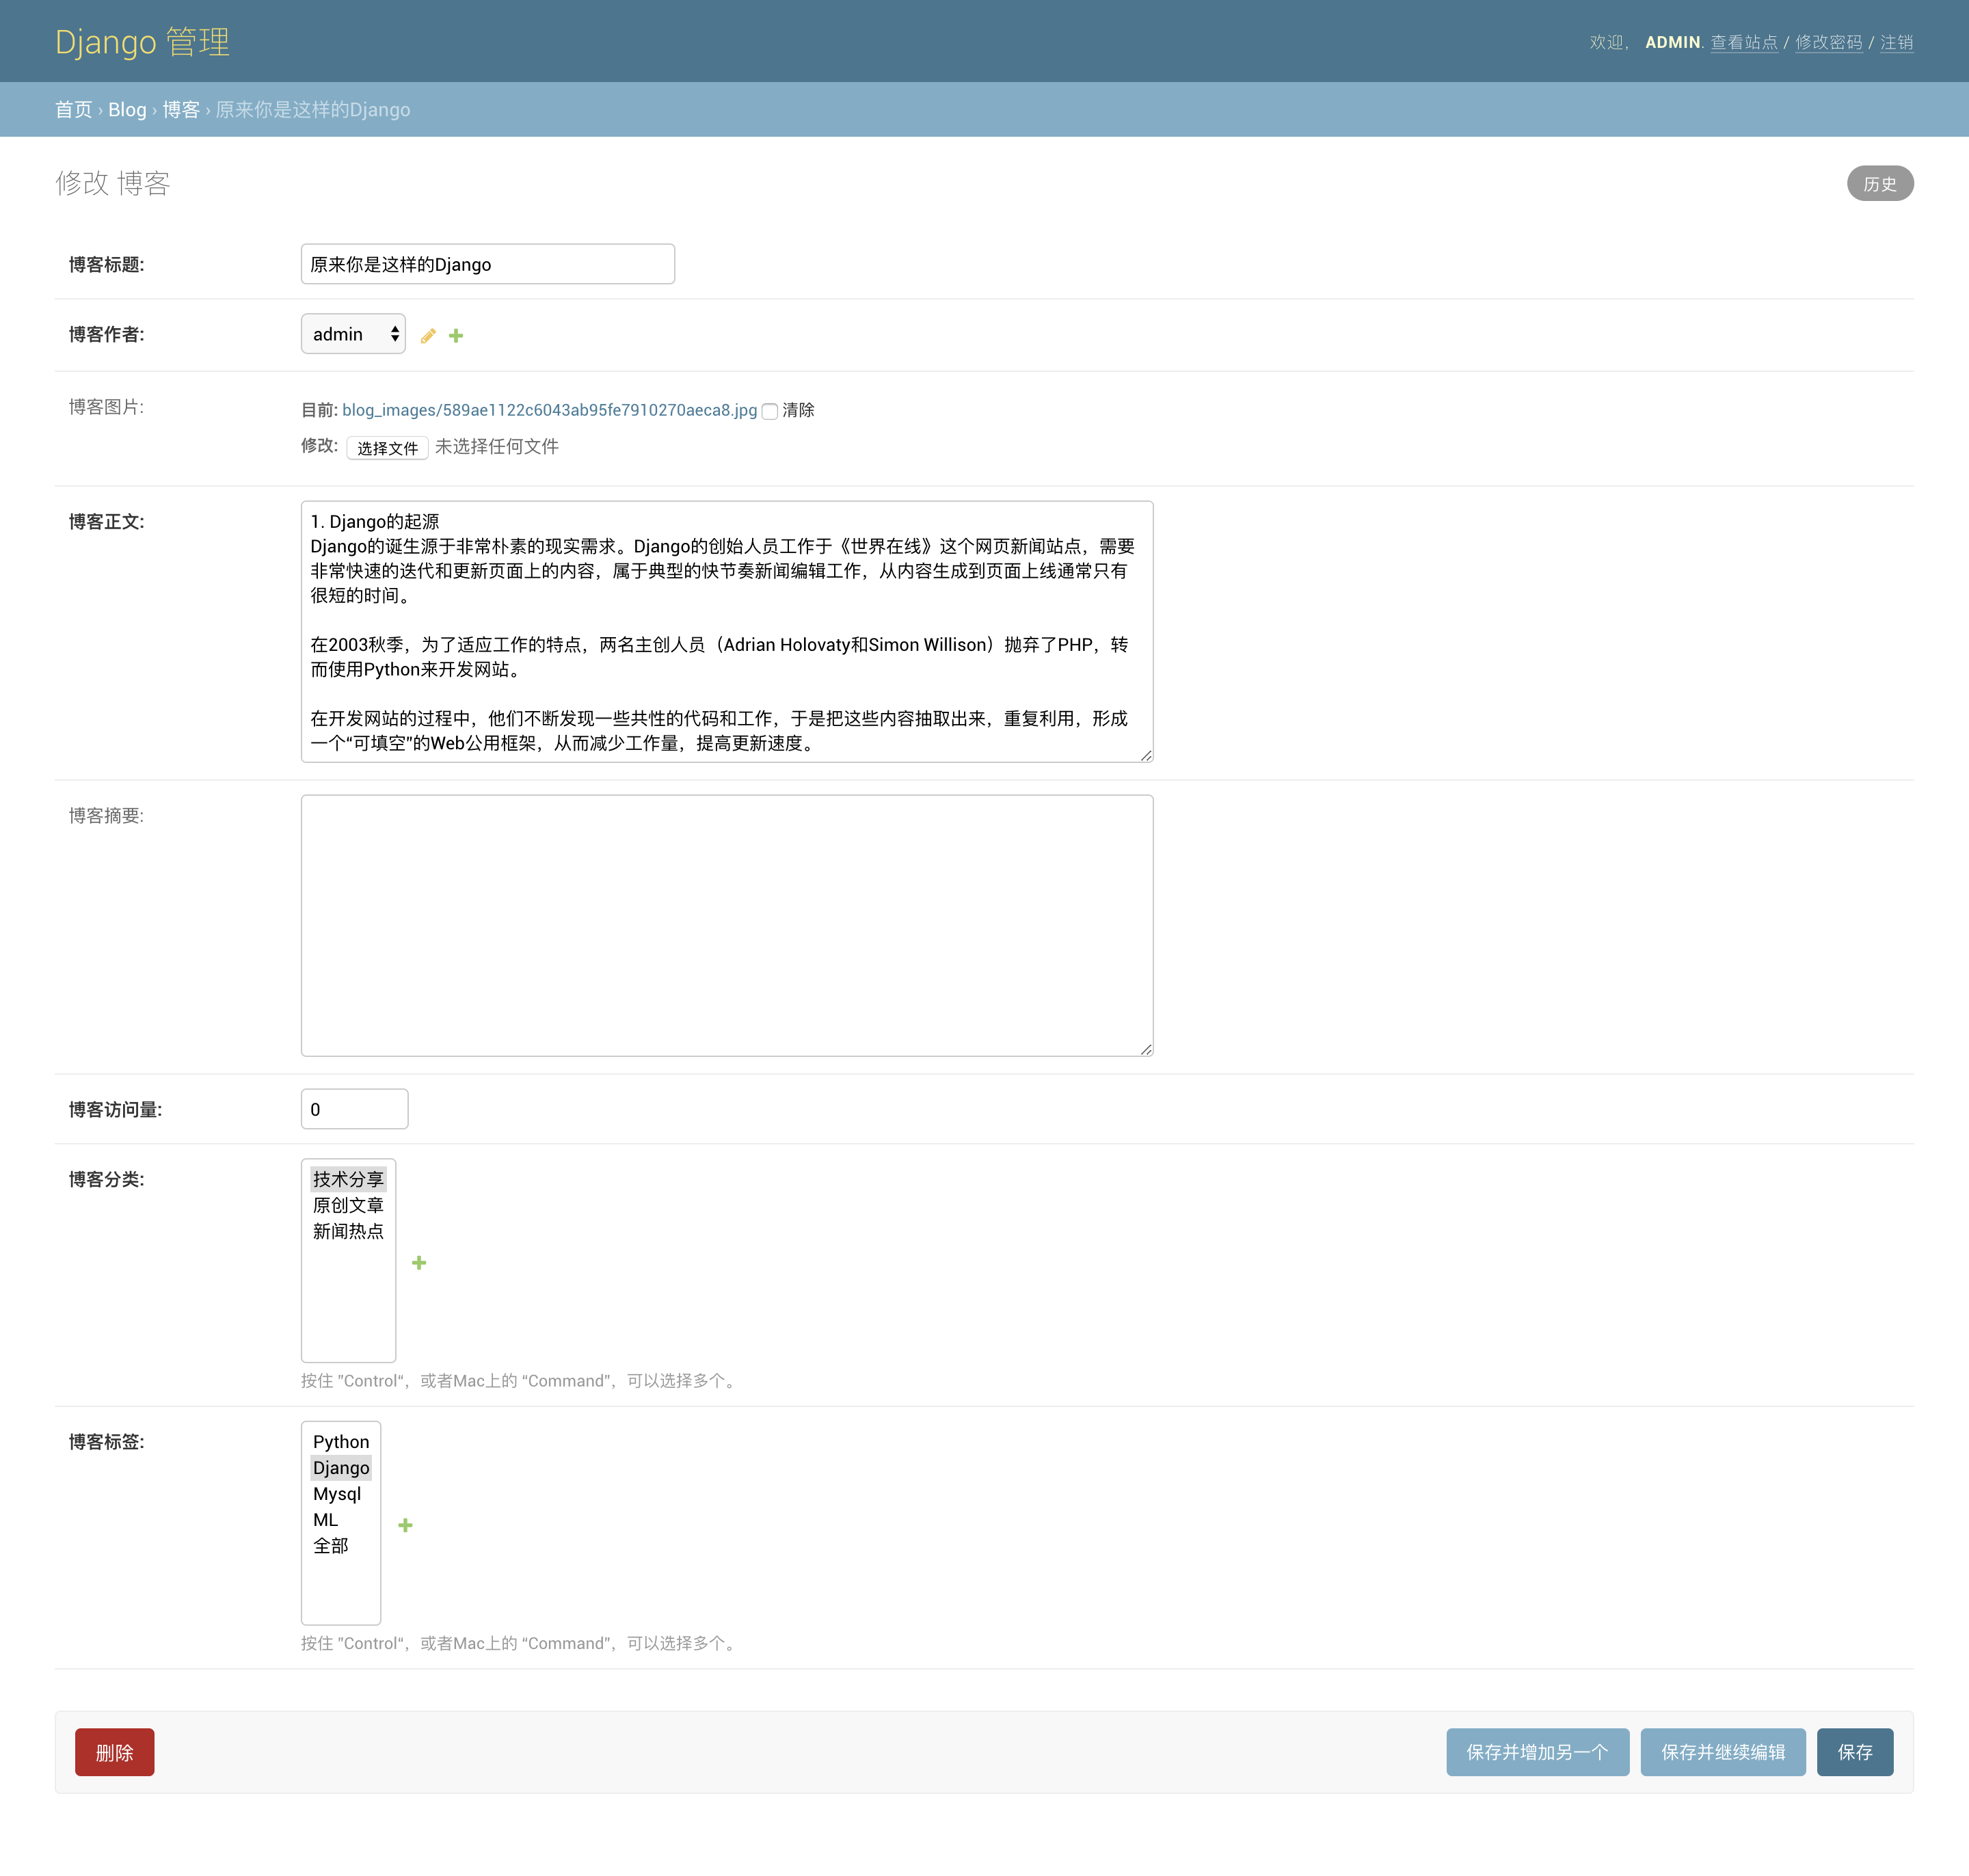 Django 管理
欢迎， ADMIN. 查看站点 / 修改密码 / 注销
首页 › Blog › 博客 › 原来你是这样的Django
修改 博客
历史
博客标题:
原来你是这样的Django
博客作者:
admin
博客图片:
目前: blog_images/589ae1122c6043ab95fe7910270aeca8.jpg 清除
修改: 选择文件 未选择任何文件
博客正文:
1. Django的起源
Django的诞生源于非常朴素的现实需求。Django的创始人员工作于《世界在线》这个网页新闻站点，需要
非常快速的迭代和更新页面上的内容，属于典型的快节奏新闻编辑工作，从内容生成到页面上线通常只有
很短的时间。
在2003秋季，为了适应工作的特点，两名主创人员（Adrian Holovaty和Simon Willison）抛弃了PHP，转
而使用Python来开发网站。
在开发网站的过程中，他们不断发现一些共性的代码和工作，于是把这些内容抽取出来，重复利用，形成
一个“可填空”的Web公用框架，从而减少工作量，提高更新速度。
博客摘要:
博客访问量:
0
博客分类:
技术分享
原创文章
新闻热点
按住 ”Control“，或者Mac上的 “Command”，可以选择多个。
博客标签:
Python
Django
Mysql
ML
全部
按住 ”Control“，或者Mac上的 “Command”，可以选择多个。
删除
保存并增加另一个
保存并继续编辑
保存